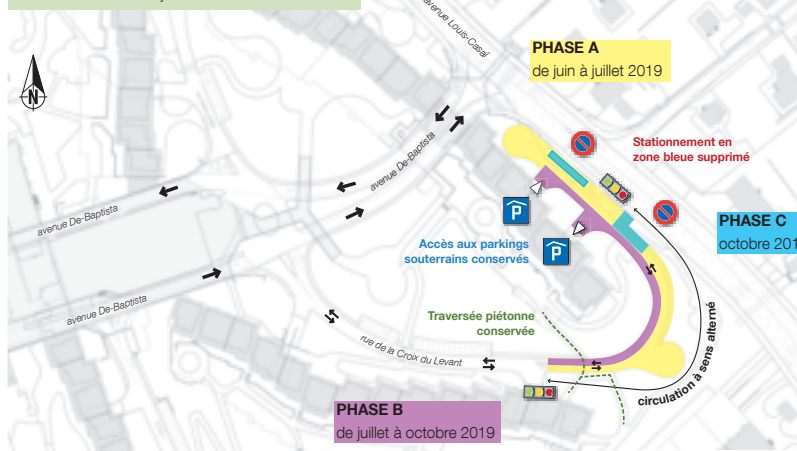 avenue Louis-Casaï
PHASE A
de juin à juillet 2019
N
Stationnement en
zone bleue supprimé
avenue De-Baptista
avenue De-Baptista
P
PHASE C
Accès aux parkings
souterrains conservés
P
avenue De-Baptista
Traversée piétonne
conservée
rue de la Croix du Levant
circulation à sens alterné
PHASE B
de juillet à octobre 2019
octobre 201